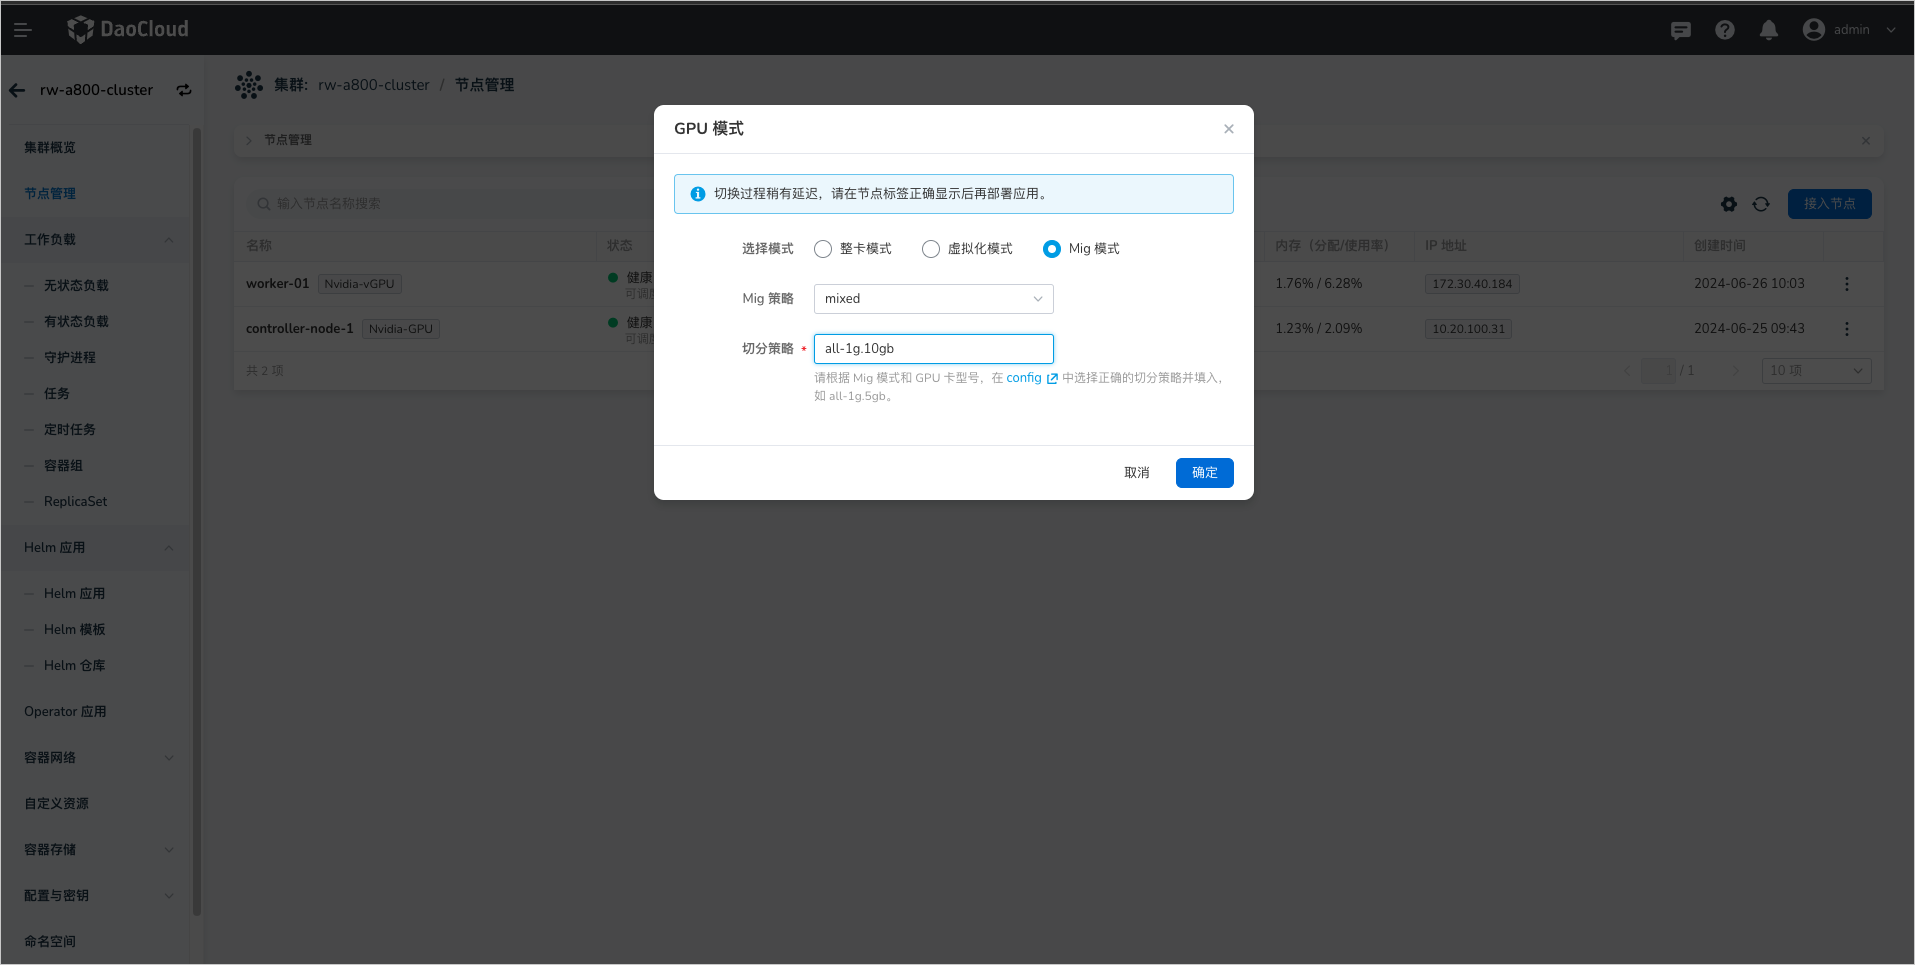 DaoCloud
admin
rw-a800-cluster
集群: rw-a800-cluster / 节点管理
集群概览
节点管理
工作负载
无状态负载
有状态负载
守护进程
任务
定时任务
容器组
ReplicaSet
Helm 应用
Helm 应用
Helm 模板
Helm 仓库
Operator 应用
容器网络
自定义资源
容器存储
配置与密钥
命名空间
节点管理
输入节点名称搜索
接入节点
名称 状态 内存（分配/使用率） IP 地址 创建时间
worker-01 Nvidia-vGPU 健康 1.76% / 6.28% 172.30.40.184 2024-06-26 10:03
可调度
controller-node-1 Nvidia-GPU 健康 1.23% / 2.09% 10.20.100.31 2024-06-25 09:43
可调度
共 2 项 1 / 1 10 项
GPU 模式
切换过程稍有延迟，请在节点标签正确显示后再部署应用。
选择模式 整卡模式 虚拟化模式 Mig 模式
Mig 策略 mixed
切分策略 * all-1g.10gb
请根据 Mig 模式和 GPU 卡型号，在 config 中选择正确的切分策略并填入，
如 all-1g.5gb。
取消 确定